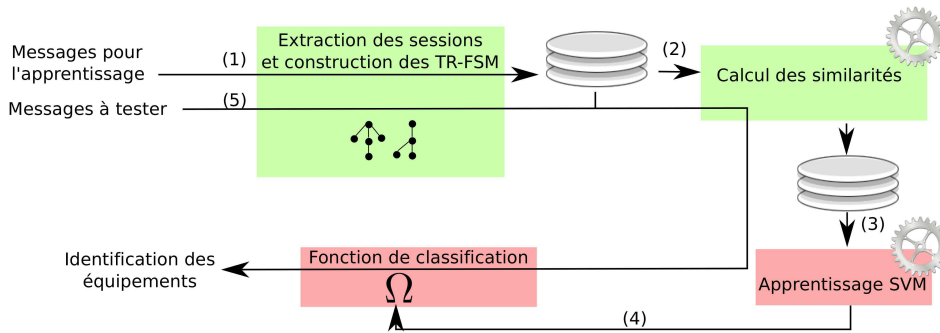 Messages pour
l'apprentissage
(1)
Extraction des sessions
et construction des TR-FSM
(2)
Calcul des similarités
Messages à tester
(5)
(3)
Identification des
équipements
Fonction de classification
Ω
Apprentissage SVM
(4)